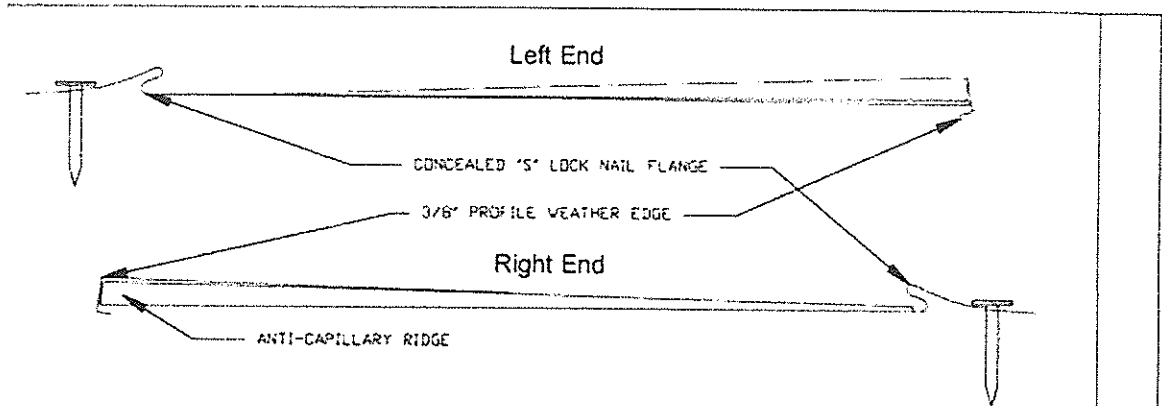 Left End
CONCEALED "S" LOCK NAIL FLANGE
3/8" PROFILE WEATHER EDGE
Right End
ANTI-CAPILLARY RIDGE